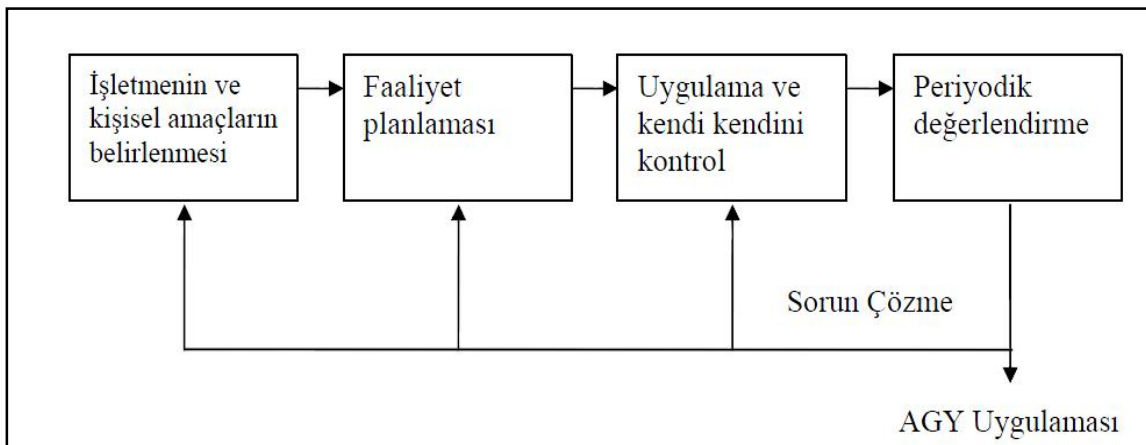 İşletmenin ve
kişisel amaçların
belirlenmesi
Faaliyet
planlaması
Uygulama ve
kendi kendini
kontrol
Periyodik
değerlendirme
Sorun Çözme
AGY Uygulaması